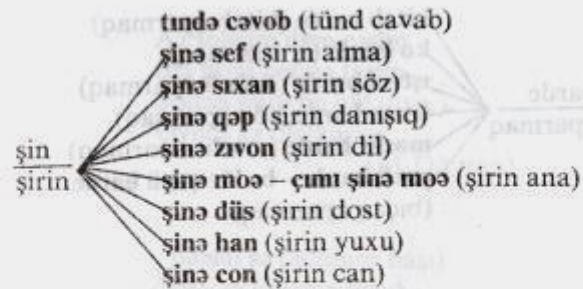 tındə cəvob (tünd cavab)
şinə sef (şirin alma)
şinə sıxan (şirin söz)
şinə qəp (şirin danışıq)
şin
şirin
şinə zıvon (şirin dil)
şinə moə - çımı şinə moə (şirin ana)
şinə düs (şirin dost)
şinə han (şirin yuxu)
şinə con (şirin can)